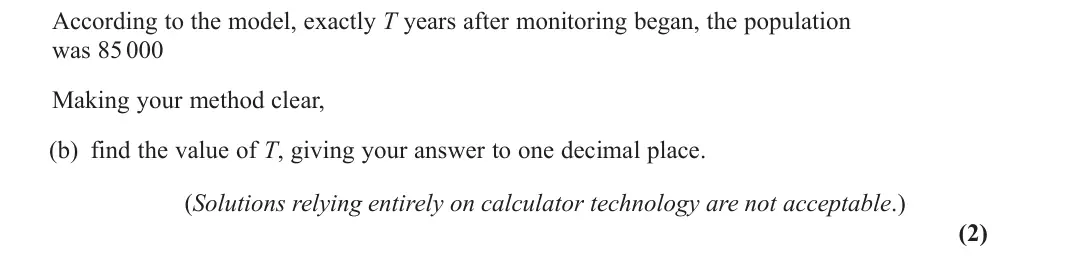 According to the model, exactly T years after monitoring began, the population
was 85 000
Making your method clear,
(b) find the value of T, giving your answer to one decimal place.
(Solutions relying entirely on calculator technology are not acceptable.)
(2)